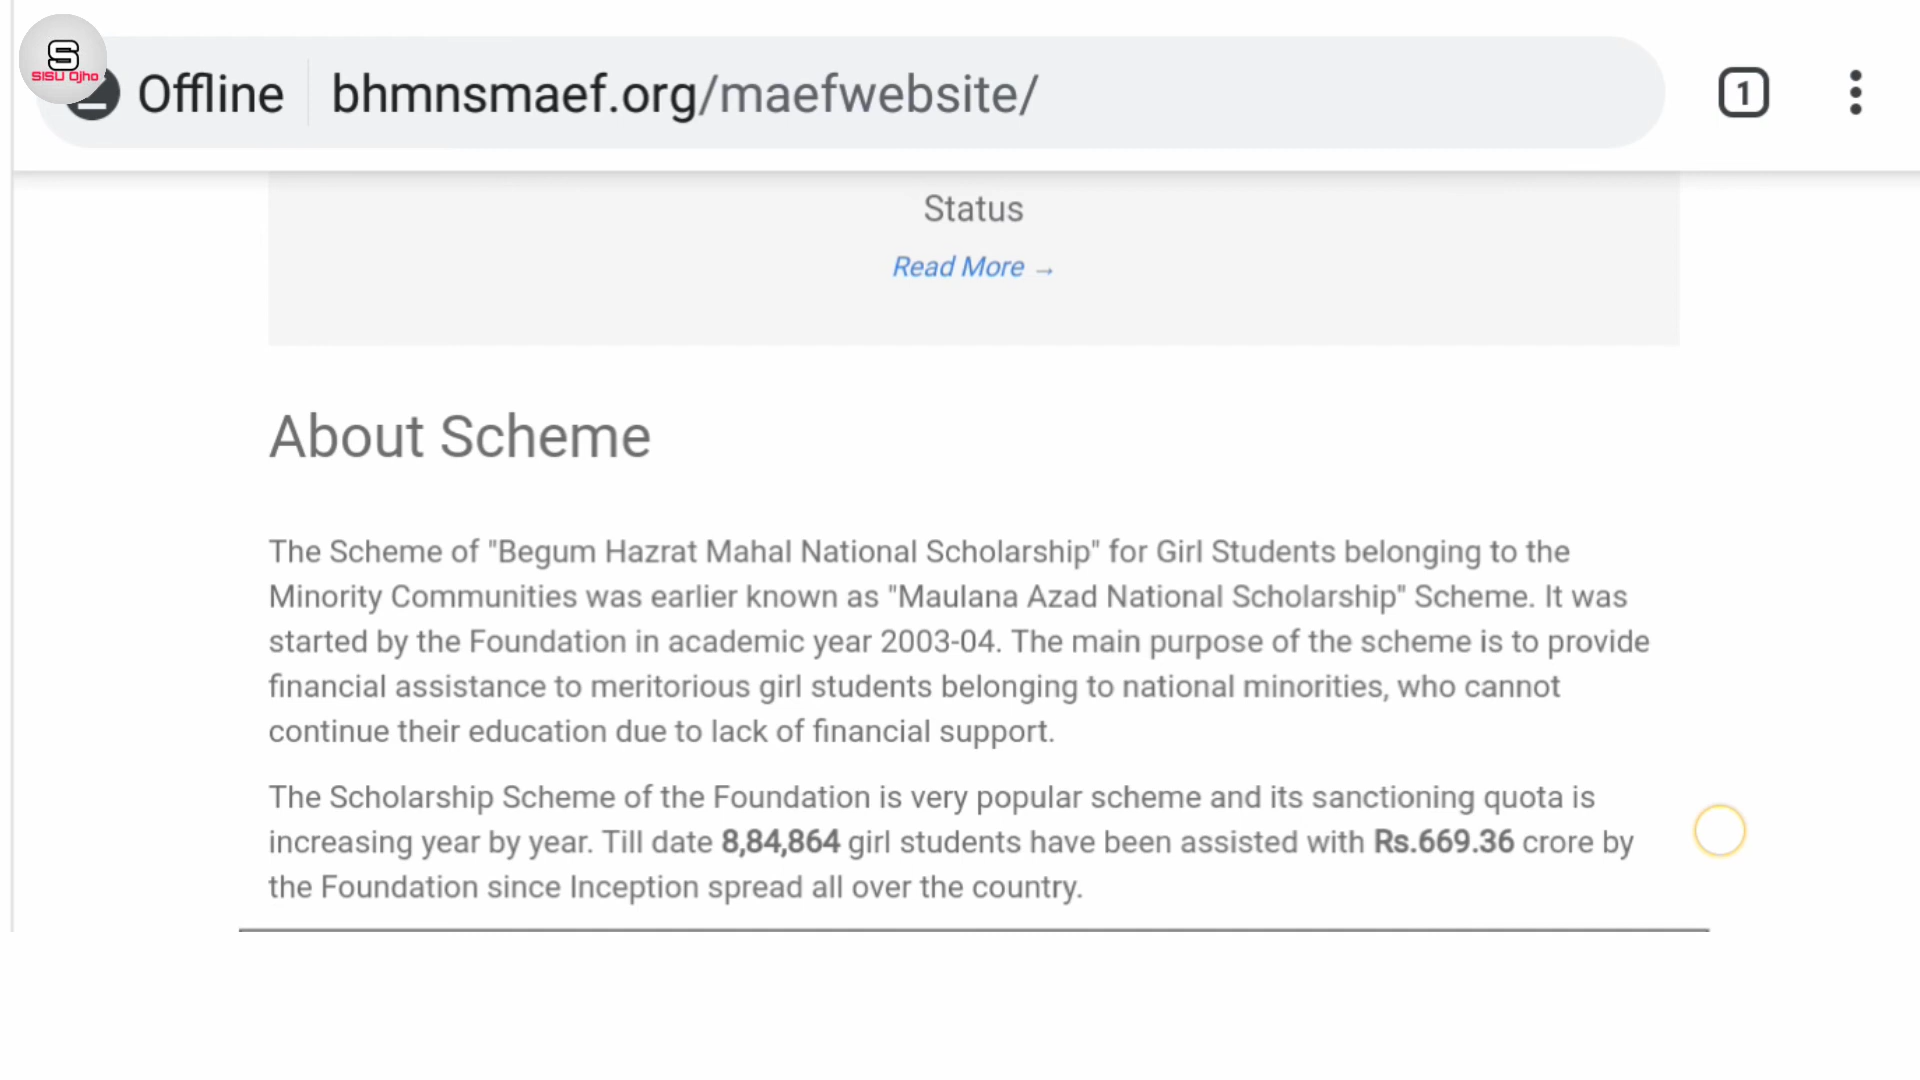 S
SISU Ojho
Offline bhmnsmaef.org/maefwebsite/ 1
Status
Read More →
About Scheme
The Scheme of "Begum Hazrat Mahal National Scholarship" for Girl Students belonging to the
Minority Communities was earlier known as "Maulana Azad National Scholarship" Scheme. It was
started by the Foundation in academic year 2003-04. The main purpose of the scheme is to provide
financial assistance to meritorious girl students belonging to national minorities, who cannot
continue their education due to lack of financial support.
The Scholarship Scheme of the Foundation is very popular scheme and its sanctioning quota is
increasing year by year. Till date 8,84,864 girl students have been assisted with Rs.669.36 crore by
the Foundation since Inception spread all over the country.